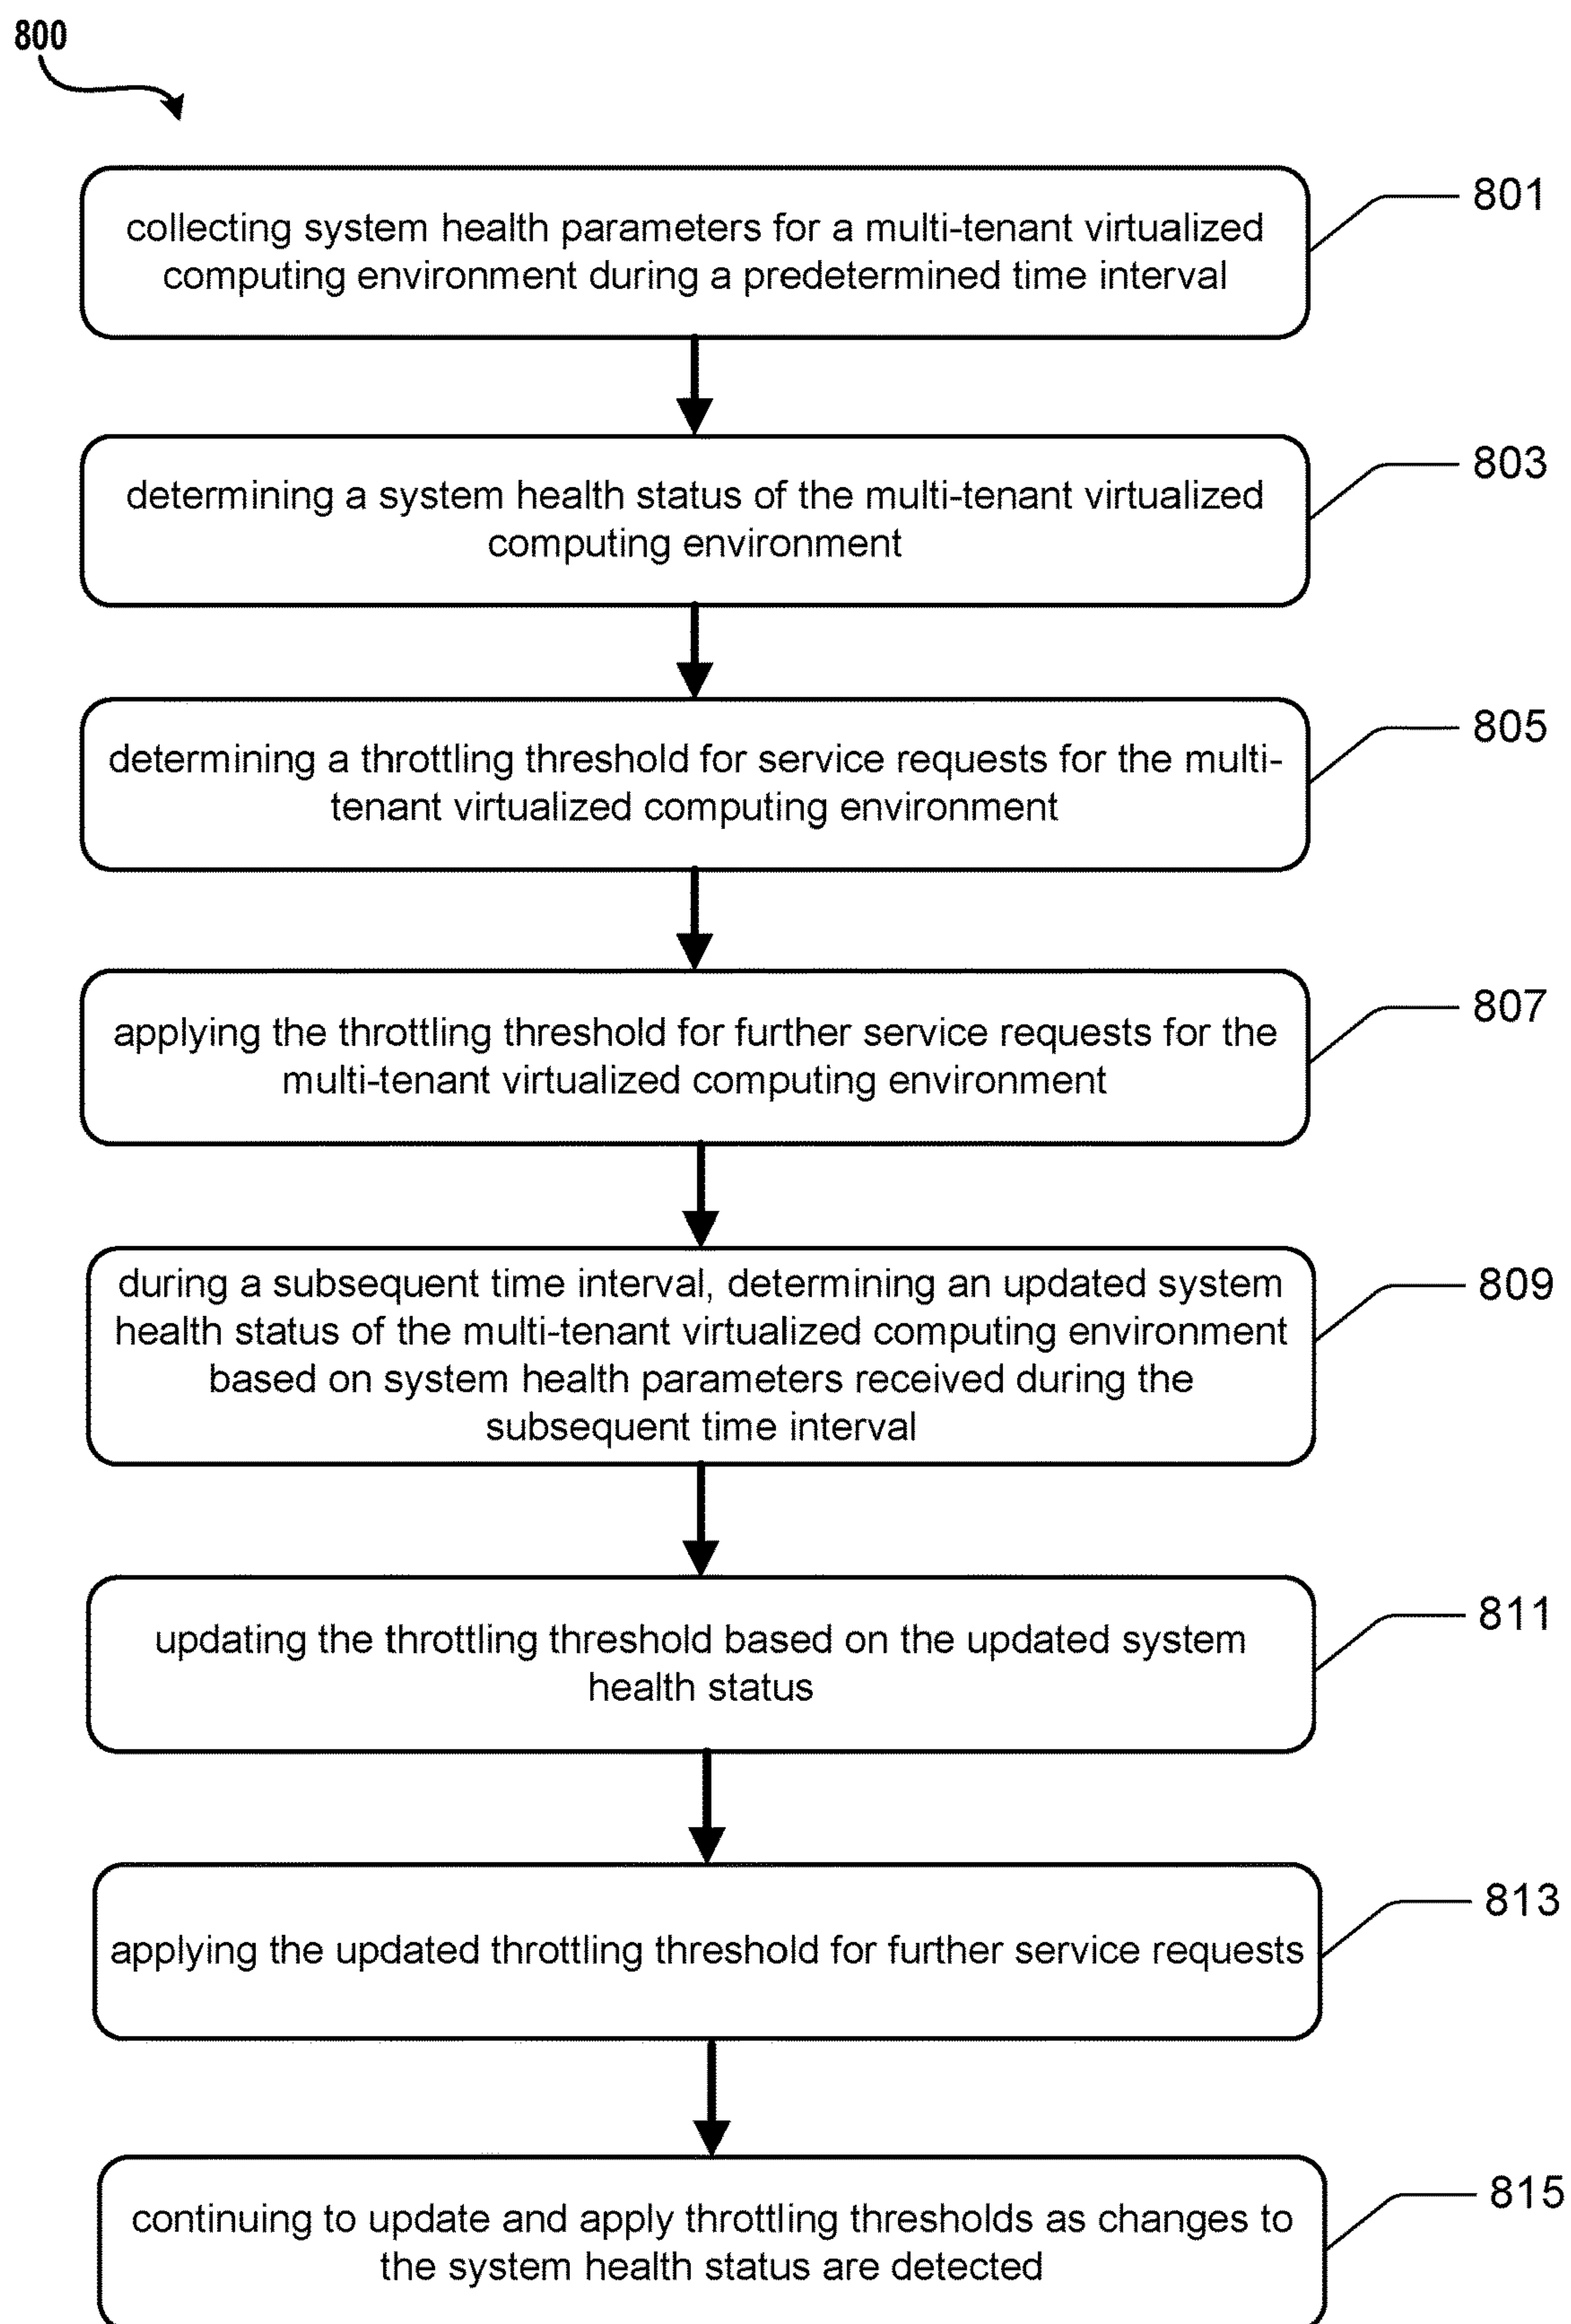 800
collecting system health parameters for a multi-tenant virtualized
computing environment during a predetermined time interval
801
determining a system health status of the multi-tenant virtualized
computing environment
803
determining a throttling threshold for service requests for the multi-
tenant virtualized computing environment
805
applying the throttling threshold for further service requests for the
multi-tenant virtualized computing environment
807
during a subsequent time interval, determining an updated system
health status of the multi-tenant virtualized computing environment
based on system health parameters received during the
subsequent time interval
809
updating the throttling threshold based on the updated system
health status
811
applying the updated throttling threshold for further service requests
813
continuing to update and apply throttling thresholds as changes to
the system health status are detected
815